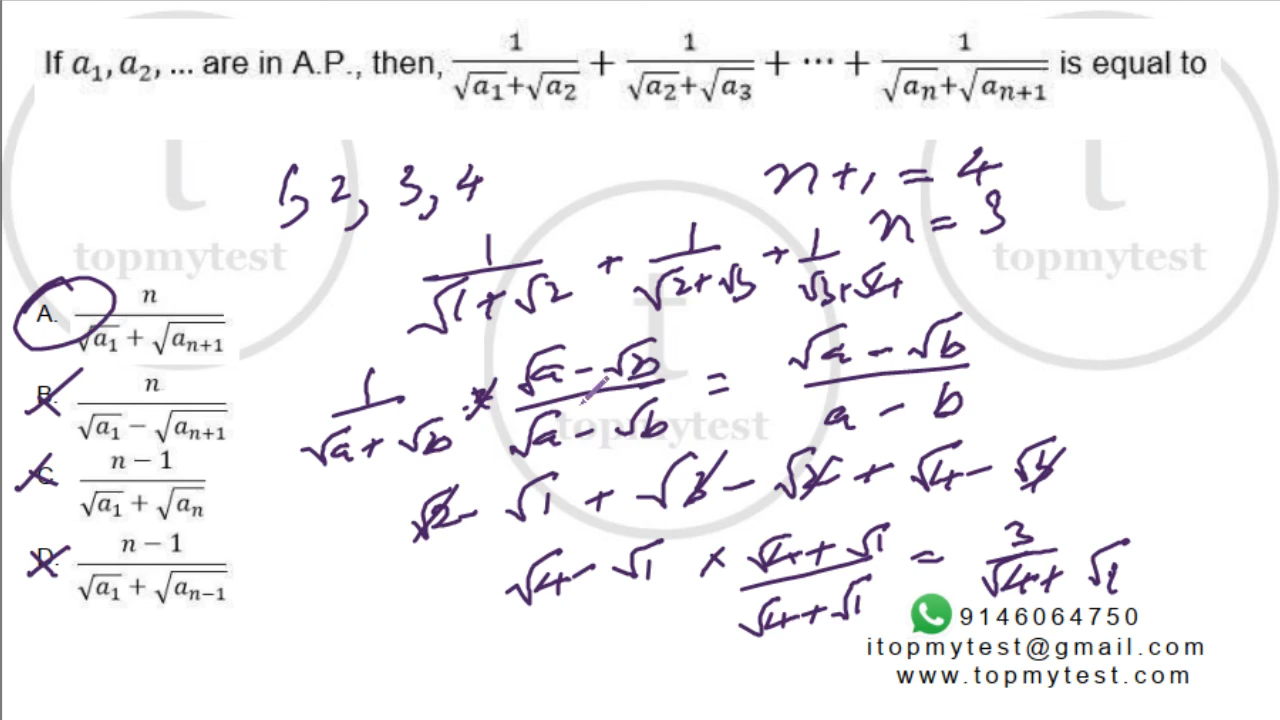 If a₁, a₂, ... are in A.P., then, 1/(√a₁+√a₂) + 1/(√a₂+√a₃) + ⋯ + 1/(√aₙ+√aₙ₊₁) is equal to
1, 2, 3, 4
n+1 = 4
n = 3
1/(√1+√2) + 1/(√2+√3) + 1/(√3+√4)
topmytest
topmytest
A. n/(√a₁ + √aₙ₊₁)
1/(√a+√b) × (√a-√b)/(√a-√b) = (√a-√b)/(a-b)
topmytest
B. n/(√a₁ − √aₙ₊₁)
C. (n − 1)/(√a₁ + √aₙ)
√2 - √1 + √3 - √2 + √4 - √3
D. (n − 1)/(√a₁ + √aₙ₋₁)
√4 - √1 × (√4+√1)/(√4+√1) = 3/(√4+√1)
9146064750
itopmytest@gmail.com
www.topmytest.com